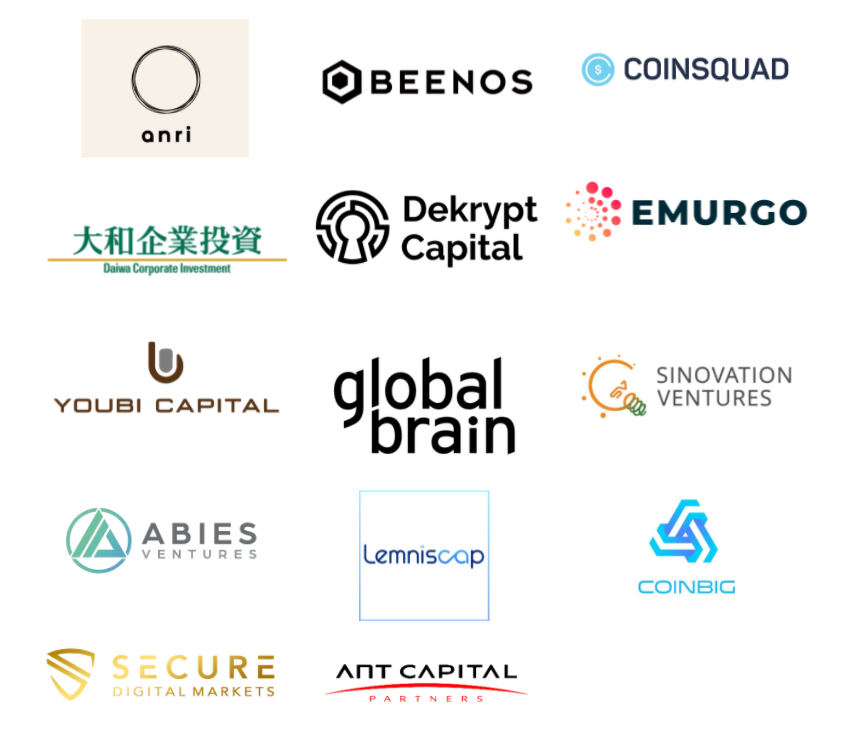 anri
BEENOS
COINSQUAD
大和企業投資
Daiwa Corporate Investment
Dekrypt
Capital
EMURGO
YOUBI CAPITAL
global
brain
SINOVATION
VENTURES
ABIES
VENTURES
Lemniscap
COINBIG
SECURE
DIGITAL MARKETS
ANT CAPITAL
PARTNERS